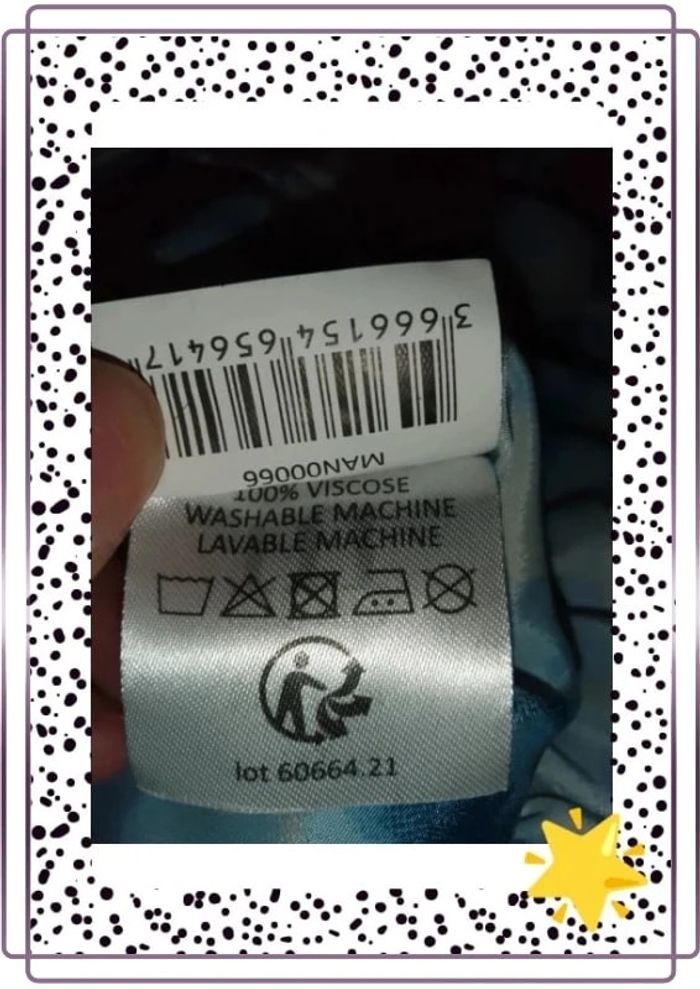 3 666154 656417
MAN00066
100% VISCOSE
WASHABLE MACHINE
LAVABLE MACHINE
lot 60664.21